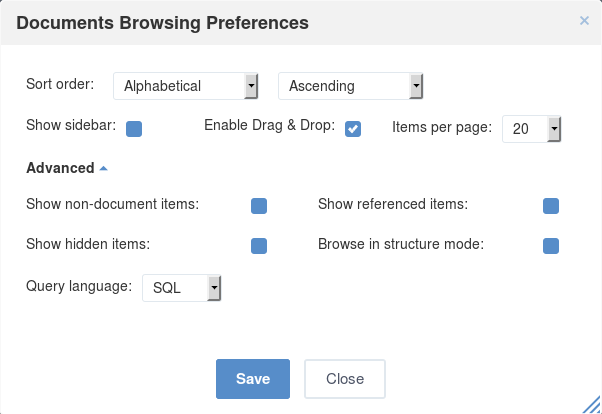 Documents Browsing Preferences ×
Sort order: Alphabetical Ascending
Show sidebar: Enable Drag & Drop: Items per page: 20
Advanced
Show non-document items: Show referenced items:
Show hidden items: Browse in structure mode:
Query language: SQL
Save Close